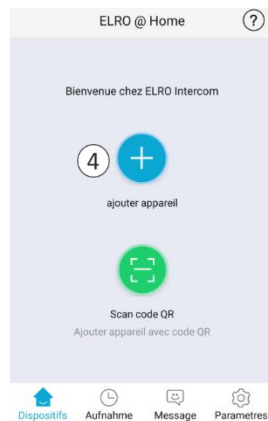 ELRO @ Home
?
Bienvenue chez ELRO Intercom
4
ajouter appareil
Scan code QR
Ajouter appareil avec code QR
Dispositifs Aufnahme Message Parametres